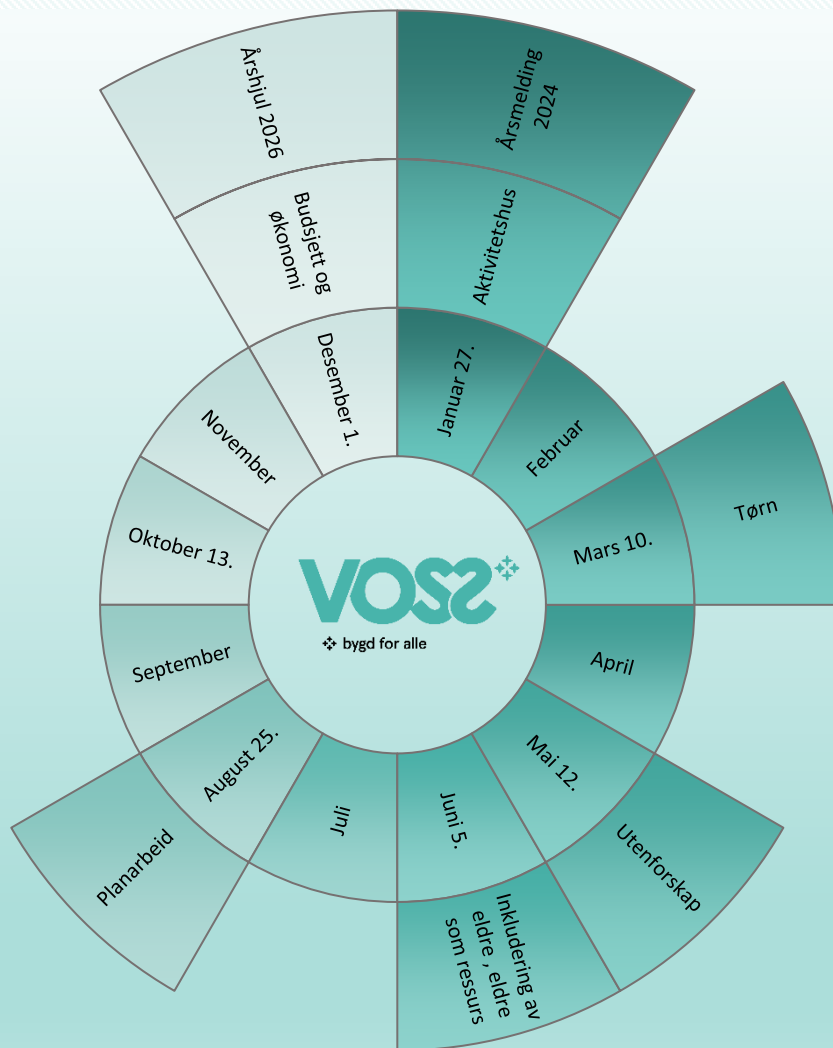 Januar 27.
Aktivitetshus
Årsmelding
2024
Februar
Mars 10.
Tørn
April
Mai 12.
Utenforskap
Juni 5.
Inkludering av
eldre , eldre
som ressurs
Juli
August 25.
Planarbeid
September
Oktober 13.
November
Desember 1.
Budsjett og
økonomi
Årshjul 2026
VOSS
bygd for alle